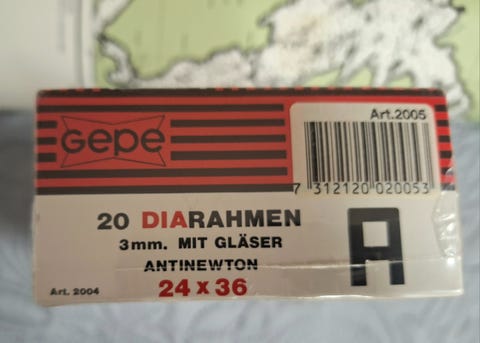 Gepe
Art.2005
7 312120 020053
20 DIARAHMEN
3mm. MIT GLÄSER
ANTINEWTON
24 x 36
Art. 2004
A